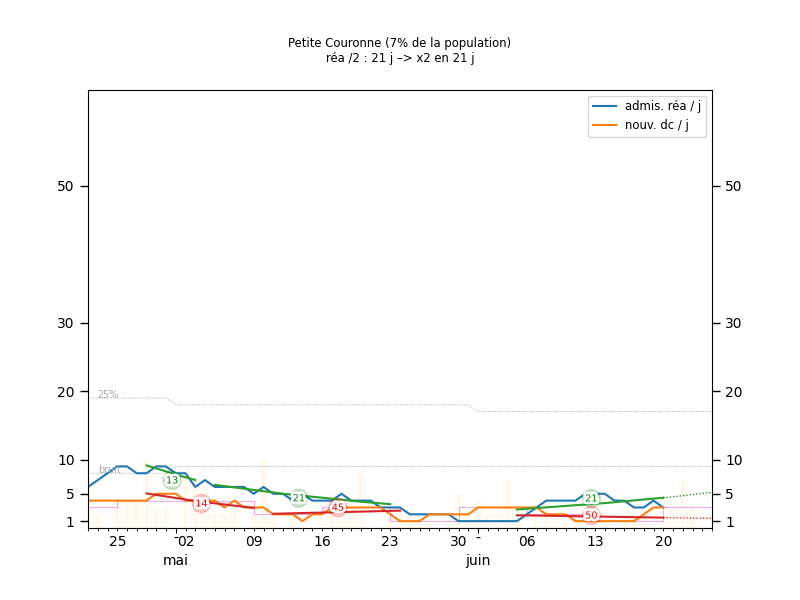 Petite Couronne (7% de la population)
réa /2 : 21 j –> x2 en 21 j
admis. réa / j
nouv. dc / j
50 50
30 30
20 20
25%
10 10
bruit
13
21 21
5 5
14 45 50
1 1
25 02 09 16 23 30 06 13 20
mai juin